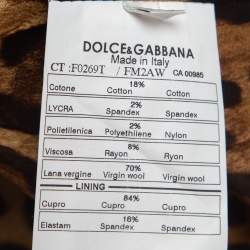 DOLCE&GABBANA
Made in Italy
CT :F0269T / FM2AW CA 00985
18%
Cotone Cotton Cotton
2%
LYCRA Spandex Spandex
2%
Polietilenica Polyethylene Nylon
8%
Viscosa Rayon Rayon
70%
Lana vergine Virgin wool Virgin wool
LINING
84%
Cupro Cupro Cupro
16%
Elastam Spandex Spandex